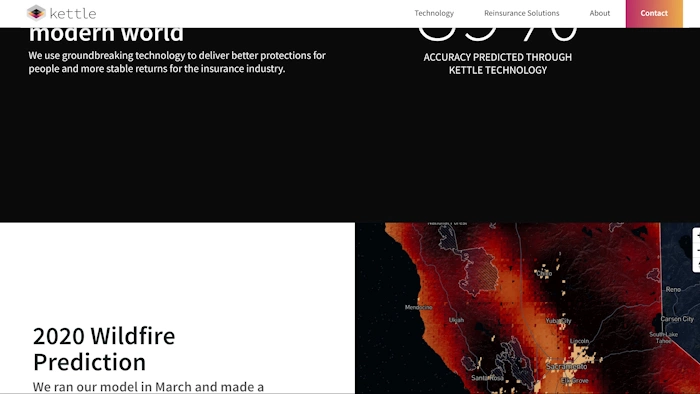 kettle
Technology
Reinsurance Solutions
About
Contact
modern world
We use groundbreaking technology to deliver better protections for
people and more stable returns for the insurance industry.
ACCURACY PREDICTED THROUGH
KETTLE TECHNOLOGY
2020 Wildfire
Prediction
We ran our model in March and made a
Chico
Reno
Mendocino
Ukiah
Yuba City
Carson City
South Lake
Tahoe
Lincoln
Sacramento
Santa Rosa
Elk Grove